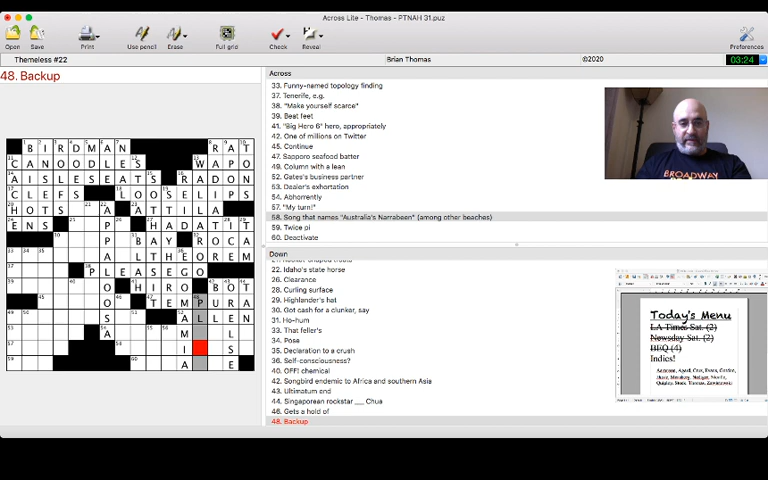 Across Lite - Thomas - PTNAH 31.puz
Open
Save
Print
Use pencil
Erase
Full grid
Check
Reveal
Preferences
Themeless #22
Brian Thomas
©2020
03:24
48. Backup
Across
33. Funny-named topology finding
37. Tenerife, e.g.
38. "Make yourself scarce"
39. Beat feet
41. "Big Hero 6" hero, appropriately
42. One of millions on Twitter
45. Continue
47. Sapporo seafood batter
49. Column with a lean
52. Gates's business partner
53. Dealer's exhortation
54. Abhorrently
57. "My turn!"
58. Song that names "Australia's Narrabeen" (among other beaches)
59. Twice pi
60. Deactivate
Down
22. Idaho's state horse
26. Clearance
28. Curling surface
29. Highlander's hat
30. Got cash for a clunker, say
31. Ho-hum
33. That feller's
34. Pose
35. Declaration to a crush
36. Self-consciousness?
40. OFF! chemical
42. Songbird endemic to Africa and southern Asia
43. Ultimatum end
44. Singaporean rockstar ___ Chua
46. Gets a hold of
48. Backup
BIRDMAN RAT
CANOODLES WAPO
AISLESEATS RADON
CLEFS LOOSELIPS
HOTS ATTILA
ENS HADATIT
BAY ROCA
THEOREM
PLEASEGO
HIRO BOT
TEMPURA
ALLEN
BROADWAY
Today's Menu
LA Times Sat. (2)
Newsday Sat. (2)
BEQ (4)
Indies!